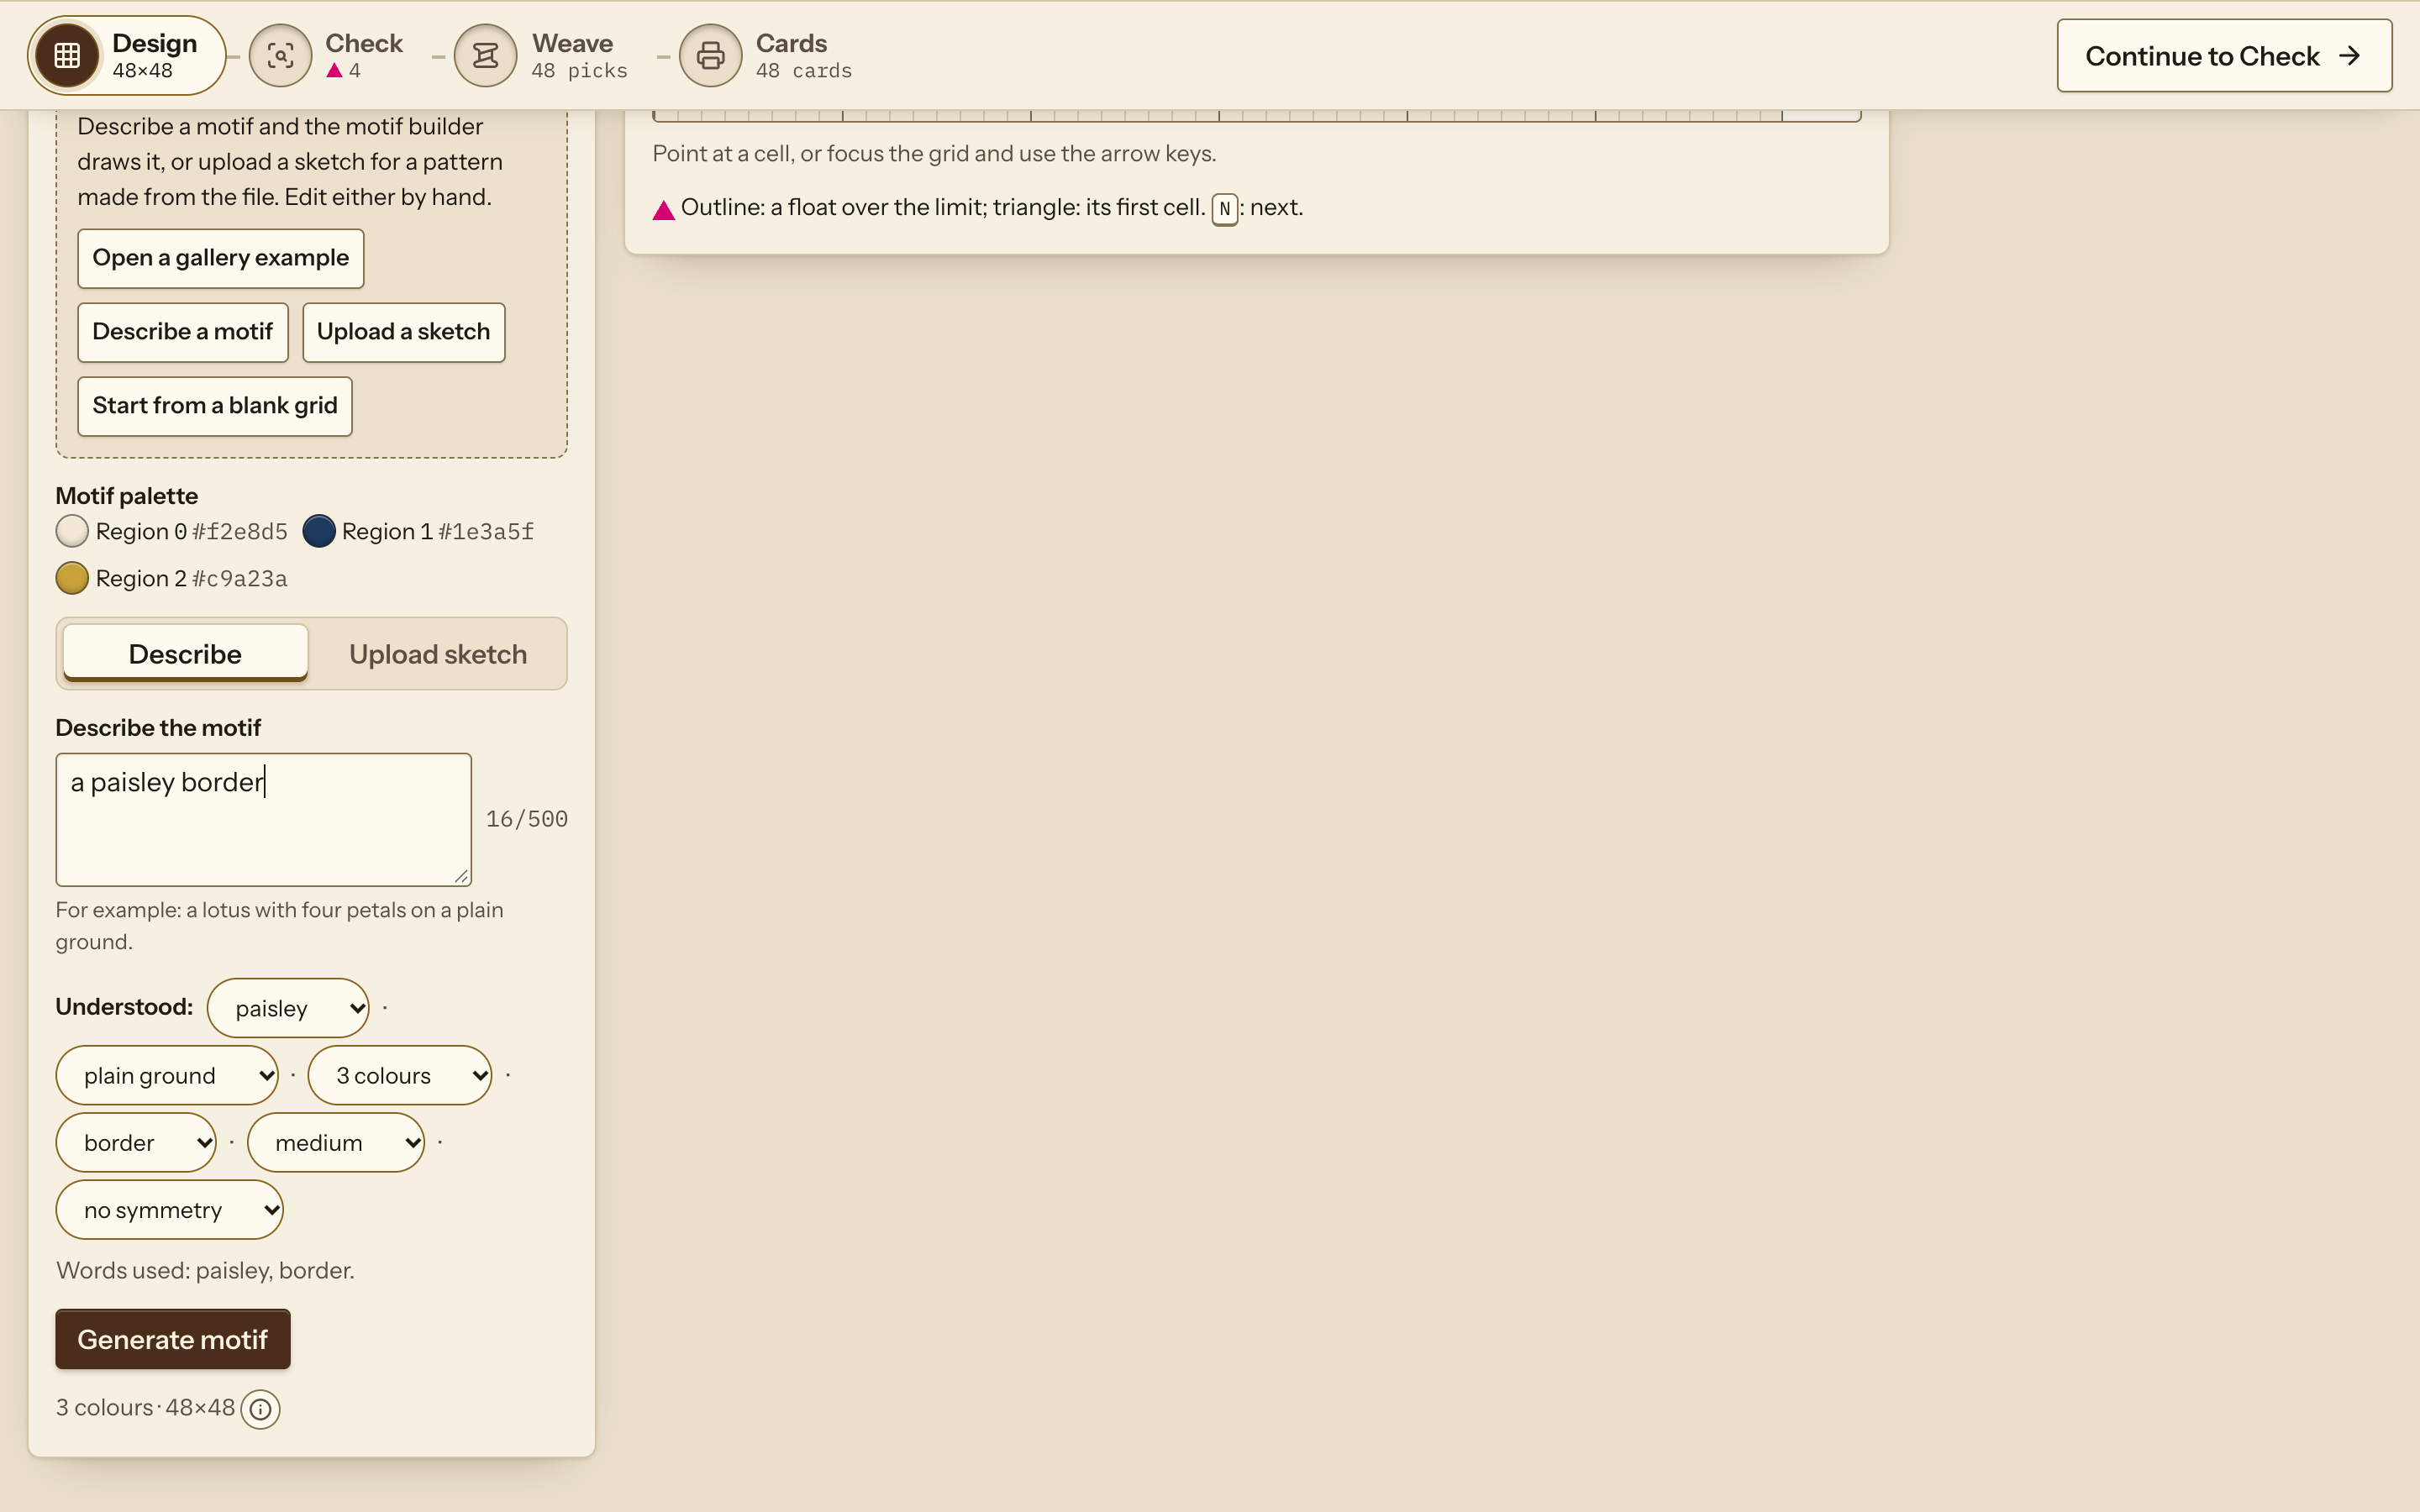 Design
48×48
Check
4
Weave
48 picks
Cards
48 cards
Continue to Check →
Describe a motif and the motif builder
draws it, or upload a sketch for a pattern
made from the file. Edit either by hand.
Open a gallery example
Describe a motif
Upload a sketch
Start from a blank grid
Motif palette
Region 0 #f2e8d5
Region 1 #1e3a5f
Region 2 #c9a23a
Describe
Upload sketch
Describe the motif
a paisley border
16/500
For example: a lotus with four petals on a plain
ground.
Understood: paisley ·
plain ground · 3 colours ·
border · medium ·
no symmetry
Words used: paisley, border.
Generate motif
3 colours · 48×48
Point at a cell, or focus the grid and use the arrow keys.
Outline: a float over the limit; triangle: its first cell. N : next.